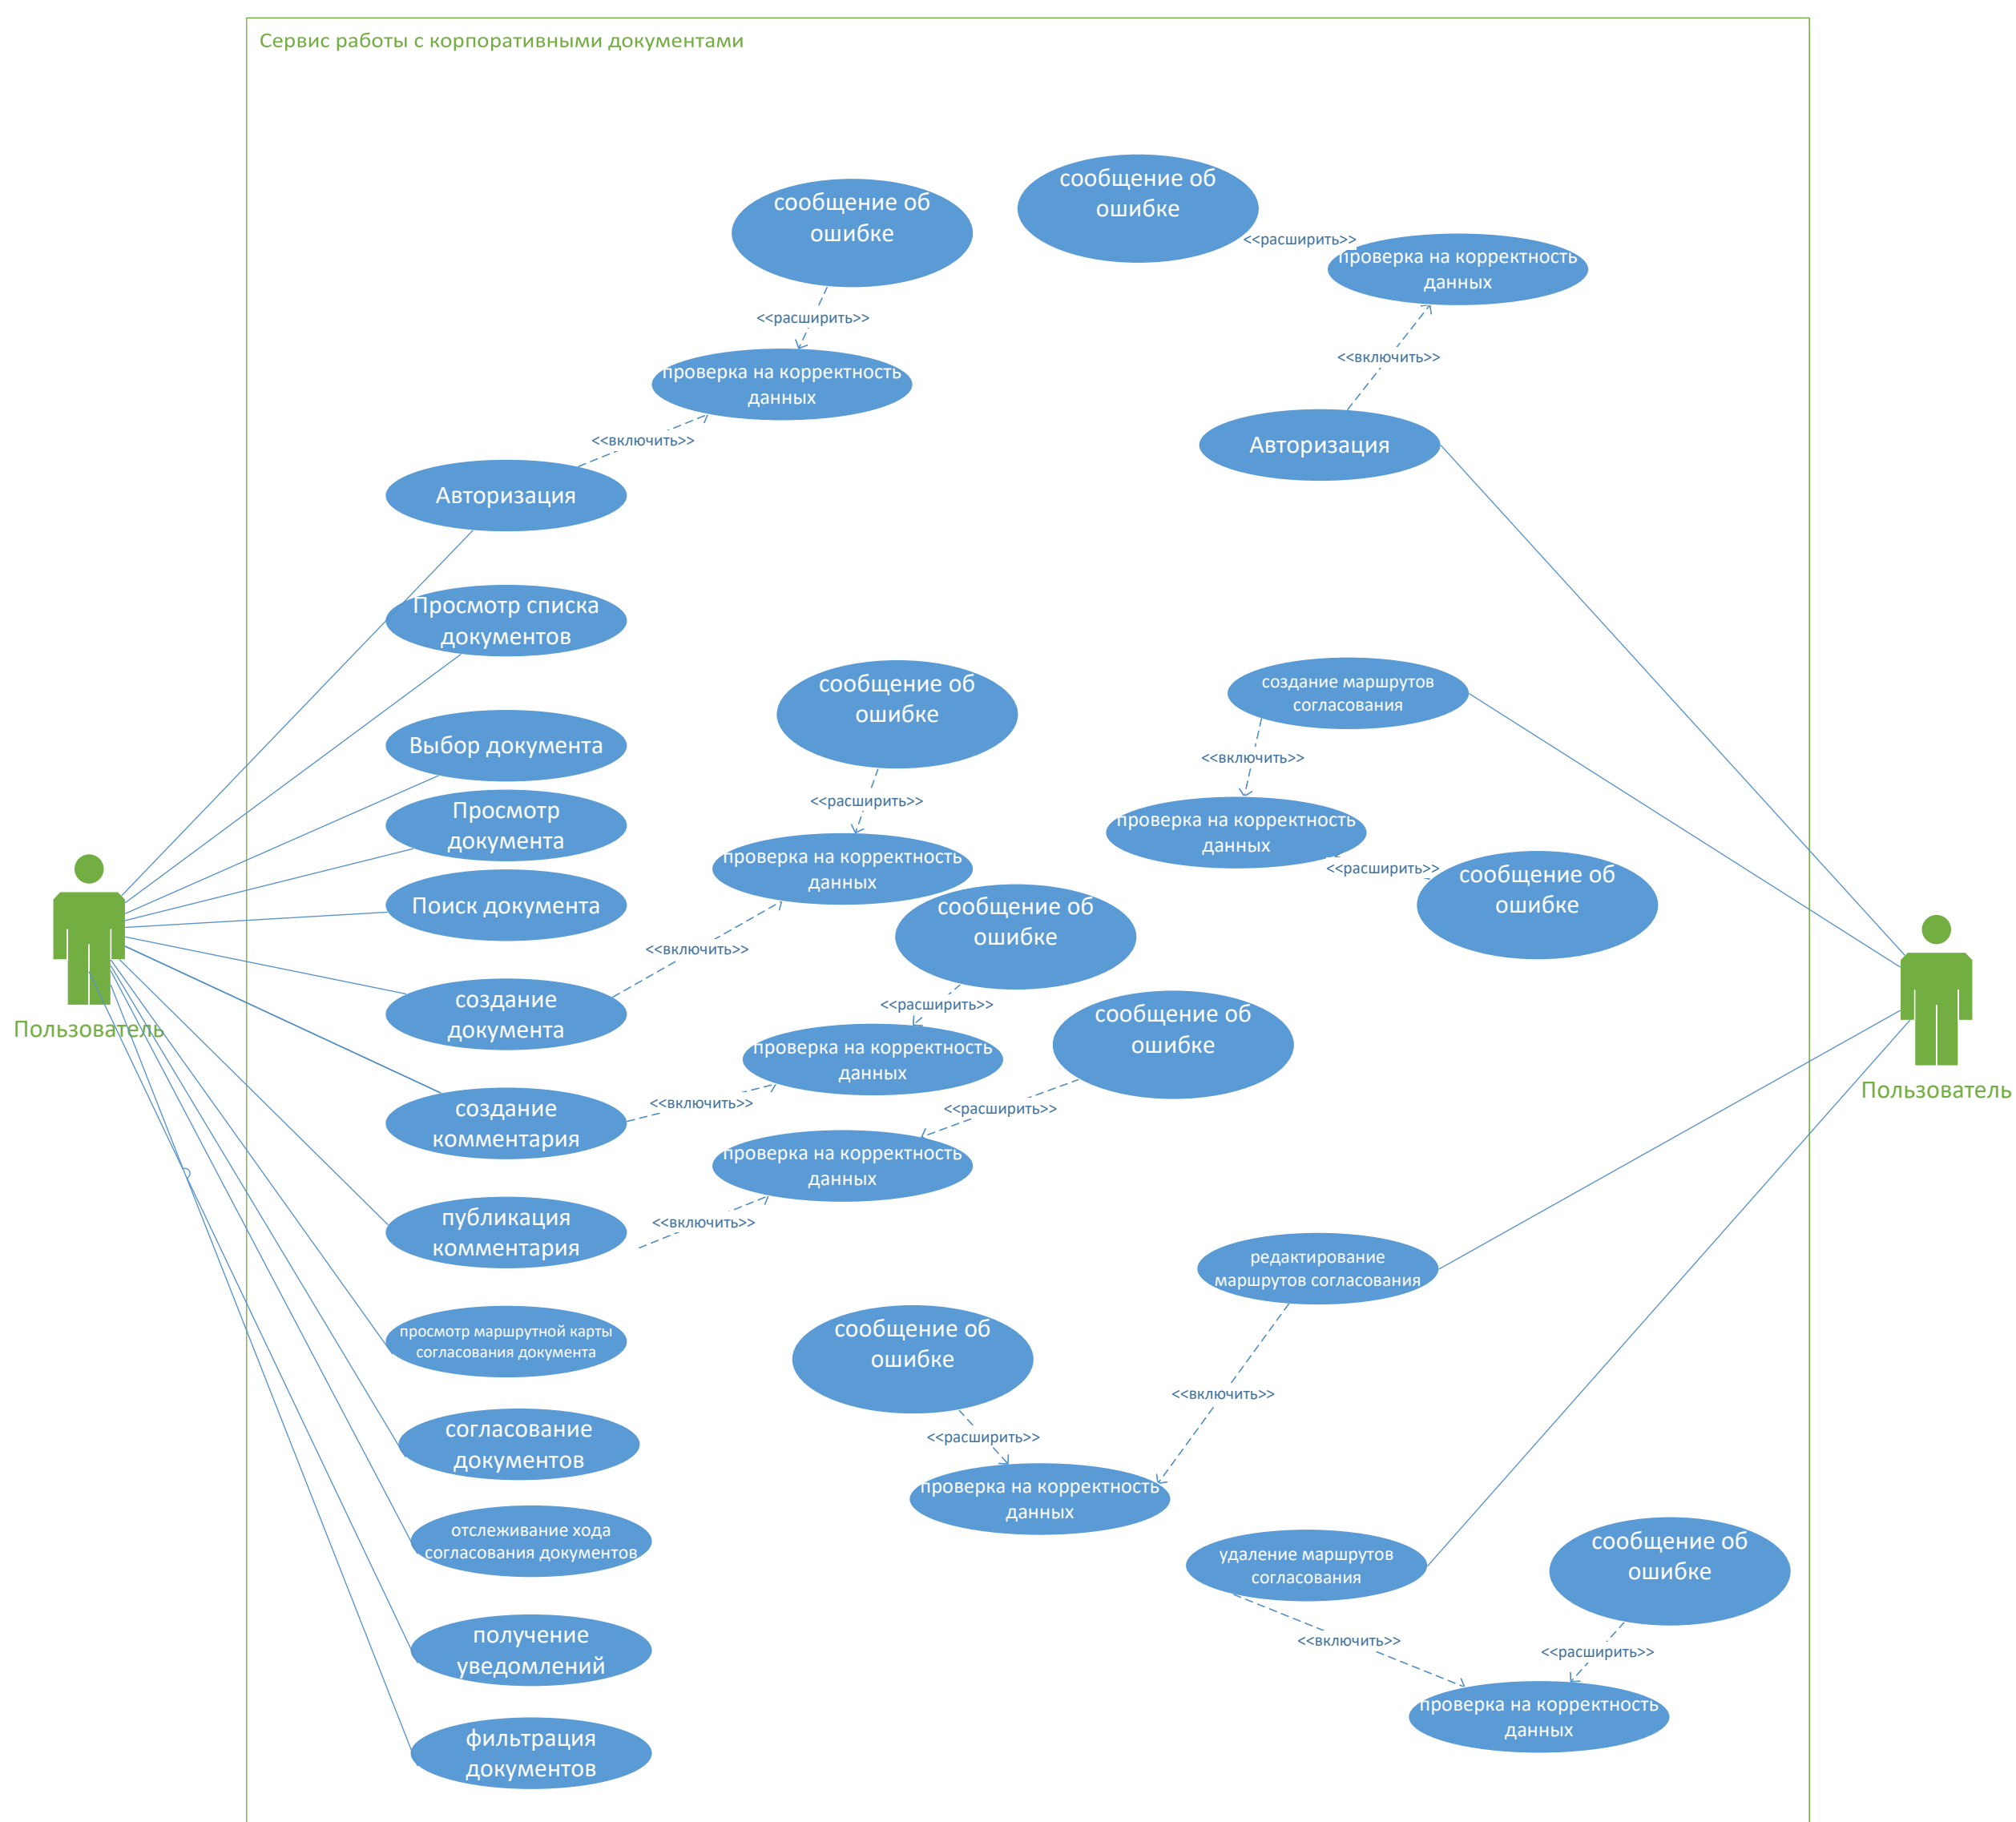 Сервис работы с корпоративными документами
сообщение об
ошибке
сообщение об
ошибке
<<расширить>>
проверка на корректность
данных
<<расширить>>
<<включить>>
проверка на корректность
данных
<<включить>>
Авторизация
Авторизация
Просмотр списка
документов
сообщение об
ошибке
создание маршрутов
согласования
Выбор документа
<<включить>>
<<расширить>>
Просмотр
документа
проверка на корректность
данных
проверка на корректность
данных
<<расширить>>
сообщение об
ошибке
Поиск документа
сообщение об
ошибке
<<включить>>
создание
документа
<<расширить>>
сообщение об
ошибке
Пользователь
проверка на корректность
данных
Пользователь
<<включить>>
<<расширить>>
создание
комментария
проверка на корректность
данных
<<включить>>
публикация
комментария
редактирование
маршрутов согласования
просмотр маршрутной карты
согласования документа
сообщение об
ошибке
<<включить>>
согласование
документов
<<расширить>>
проверка на корректность
данных
отслеживание хода
согласования документов
удаление маршрутов
согласования
сообщение об
ошибке
получение
уведомлений
<<включить>>
<<расширить>>
проверка на корректность
данных
фильтрация
документов